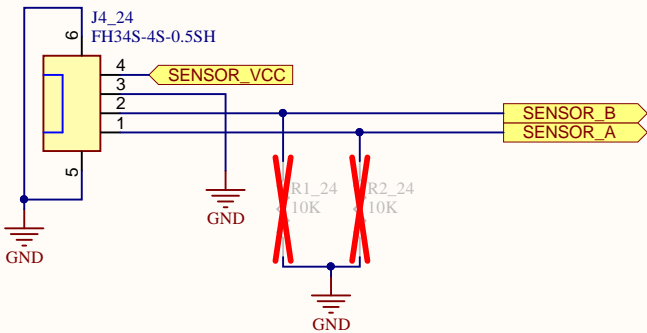 J4_24
FH34S-4S-0.5SH
6
4
SENSOR_VCC
3
2
SENSOR_B
1
SENSOR_A
5
R1_24
R2_24
10K
10K
GND
GND
GND